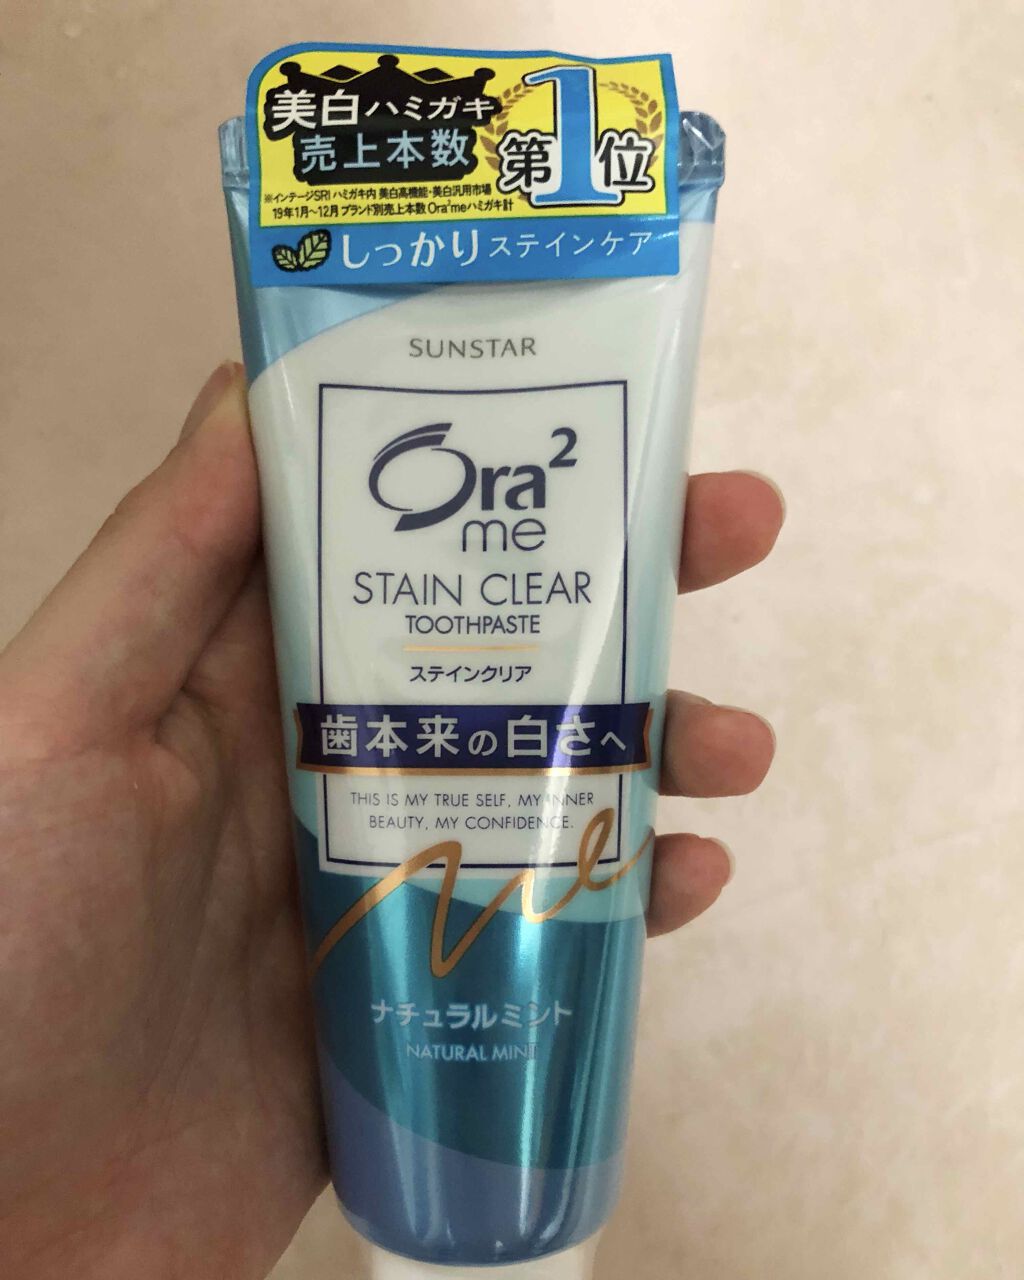 美白ハミガキ
売上本数
第1位
※インテージSRI ハミガキ内 美白高機能・美白汎用市場
19年1月~12月 ブランド別売上本数 Ora²meハミガキ計
しっかりステインケア
SUNSTAR
Ora²
me
STAIN CLEAR
TOOTHPASTE
ステインクリア
歯本来の白さへ
THIS IS MY TRUE SELF, MY INNER
BEAUTY, MY CONFIDENCE.
Me
ナチュラルミント
NATURAL MINT